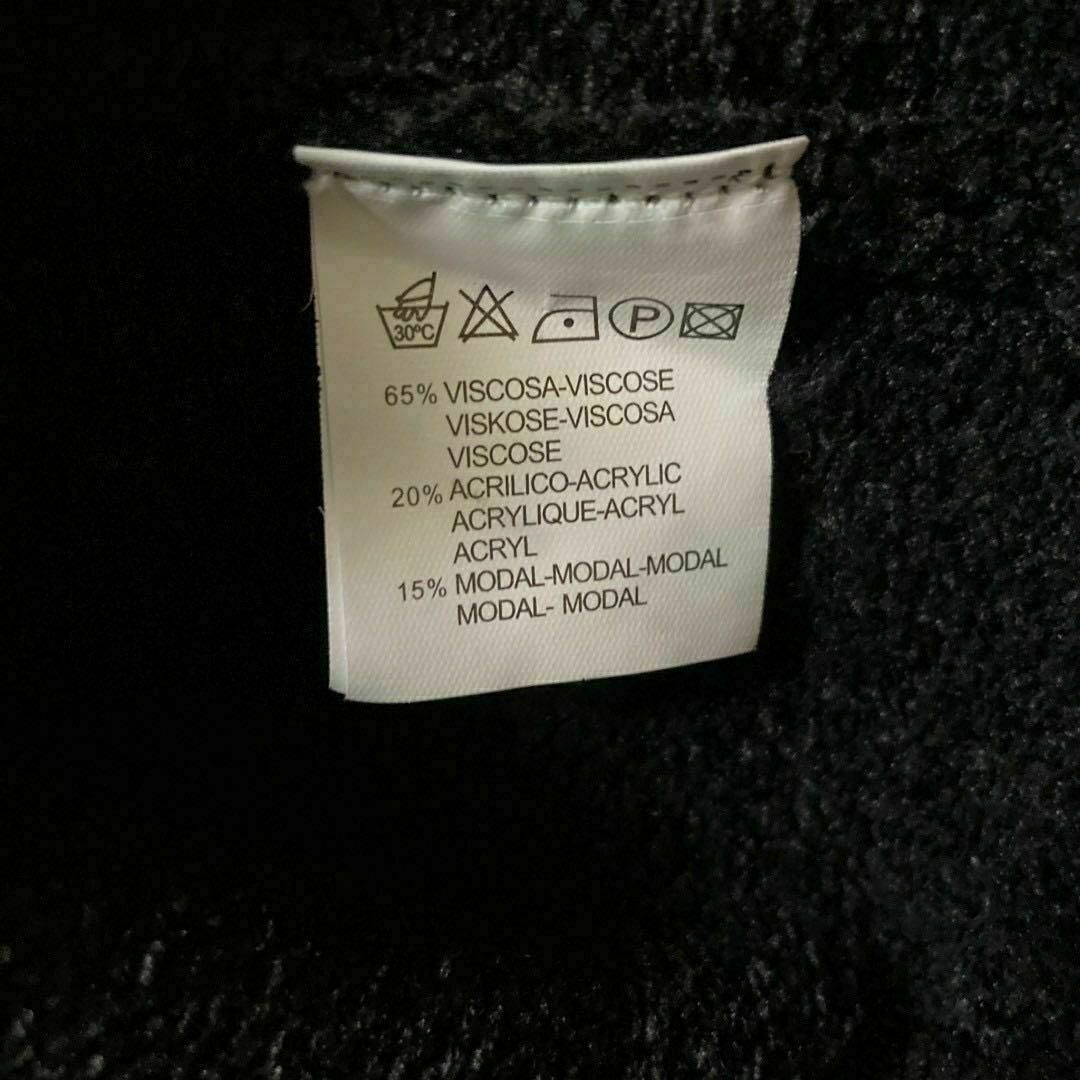 30°C P
65% VISCOSA-VISCOSE
VISKOSE-VISCOSA
VISCOSE
20% ACRILICO-ACRYLIC
ACRYLIQUE-ACRYL
ACRYL
15% MODAL-MODAL-MODAL
MODAL- MODAL